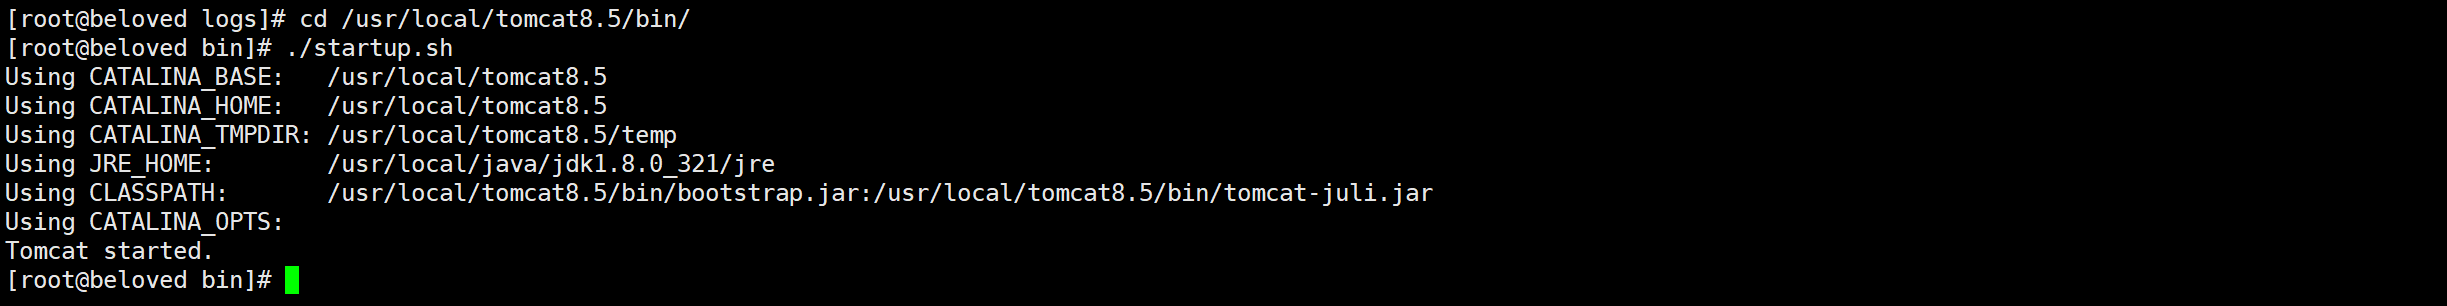 [root@beloved logs]# cd /usr/local/tomcat8.5/bin/
[root@beloved bin]# ./startup.sh
Using CATALINA_BASE:   /usr/local/tomcat8.5
Using CATALINA_HOME:   /usr/local/tomcat8.5
Using CATALINA_TMPDIR: /usr/local/tomcat8.5/temp
Using JRE_HOME:        /usr/local/java/jdk1.8.0_321/jre
Using CLASSPATH:       /usr/local/tomcat8.5/bin/bootstrap.jar:/usr/local/tomcat8.5/bin/tomcat-juli.jar
Using CATALINA_OPTS:
Tomcat started.
[root@beloved bin]#